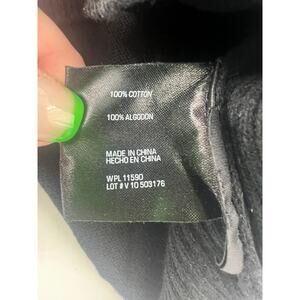 100% COTTON
100% ALGODON
MADE IN CHINA
HECHO EN CHINA
WPL 11590
LOT # V 10 503176